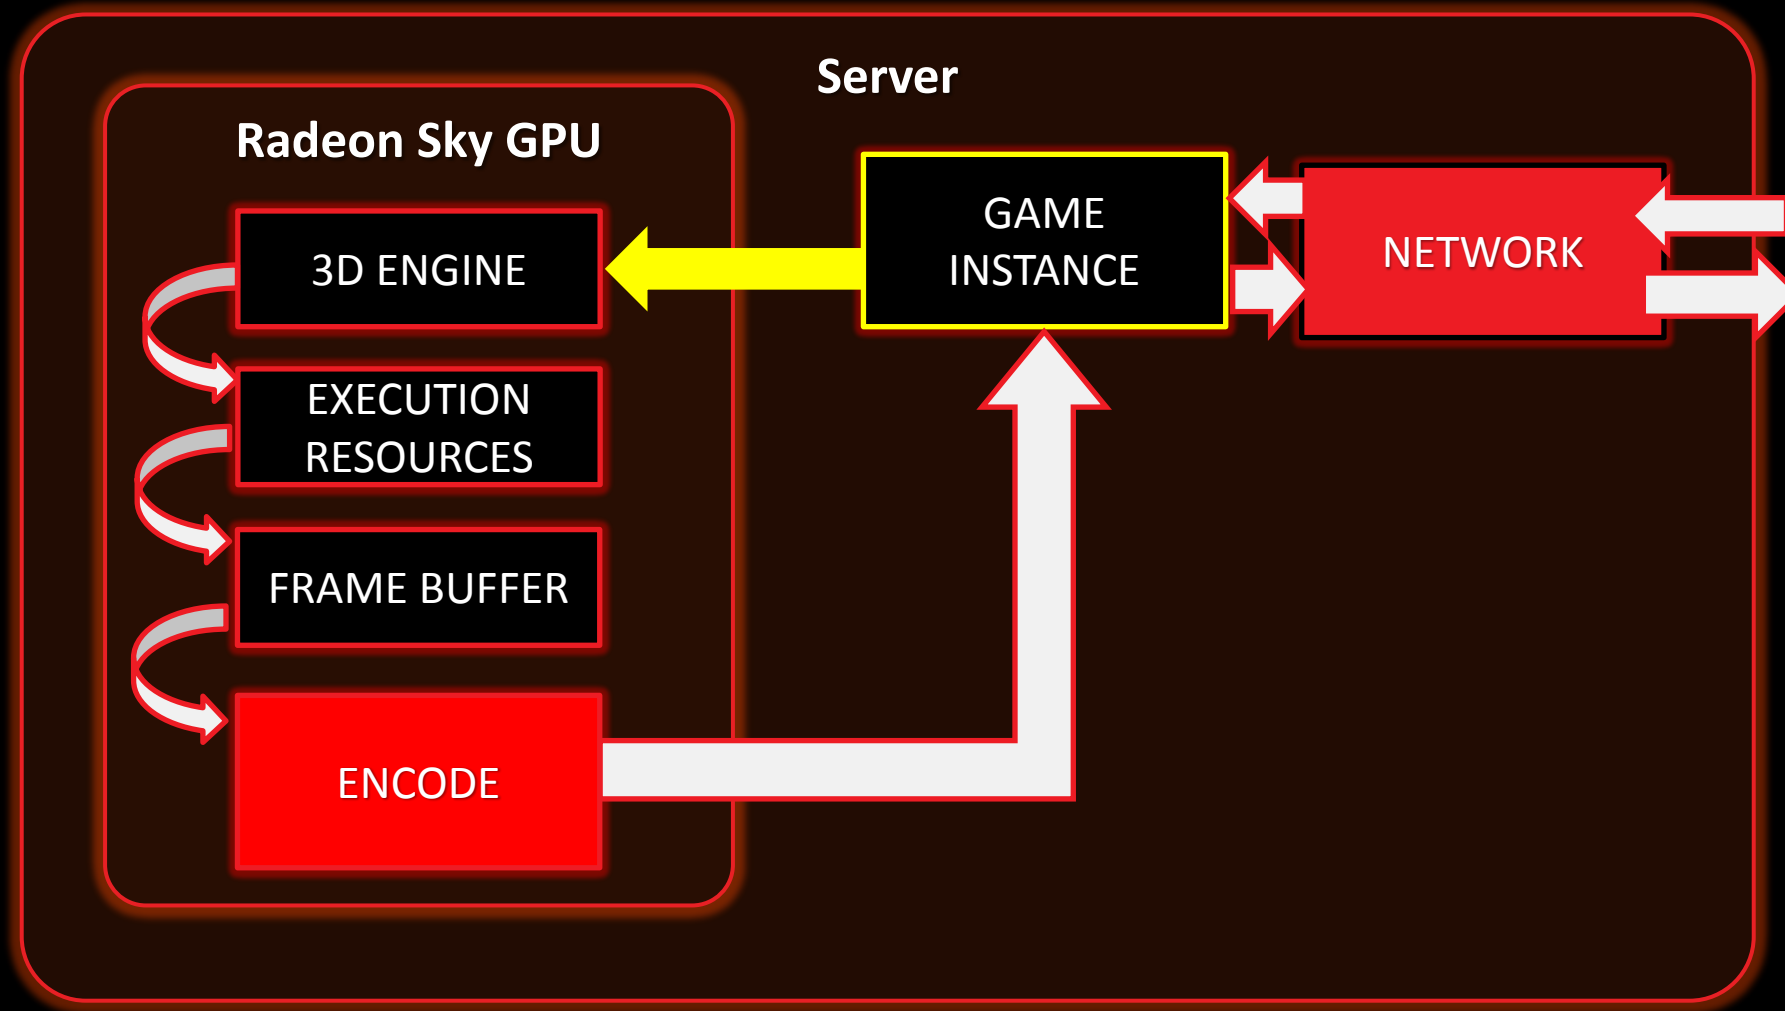 Server
Radeon Sky GPU
3D ENGINE
EXECUTION
RESOURCES
FRAME BUFFER
ENCODE
GAME
INSTANCE
NETWORK